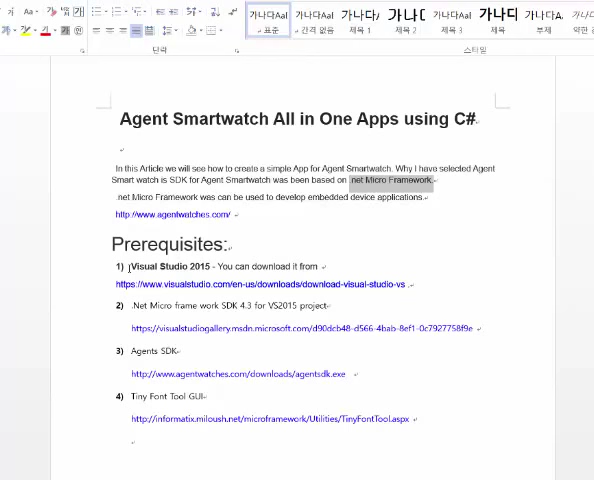 가나다Aal 가나다Aal 가나다 가나다 가나다Aal 가나디 가나다A
표준 간격 없음 제목 1 제목 2 제목 3 제목 부제
단락 스타일
Agent Smartwatch All in One Apps using C#
In this Article we will see how to create a simple App for Agent Smartwatch. Why I have selected Agent
Smart watch is SDK for Agent Smartwatch was been based on .net Micro Framework.
.net Micro Framework was can be used to develop embedded device applications.
http://www.agentwatches.com/
Prerequisites:
1) Visual Studio 2015 - You can download it from
https://www.visualstudio.com/en-us/downloads/download-visual-studio-vs .
2) .Net Micro frame work SDK 4.3 for VS2015 project
https://visualstudiogallery.msdn.microsoft.com/d90dcb48-d566-4bab-8ef1-0c7927758f9e
3) Agents SDK
http://www.agentwatches.com/downloads/agentsdk.exe
4) Tiny Font Tool GUI
http://informatix.miloush.net/microframework/Utilities/TinyFontTool.aspx